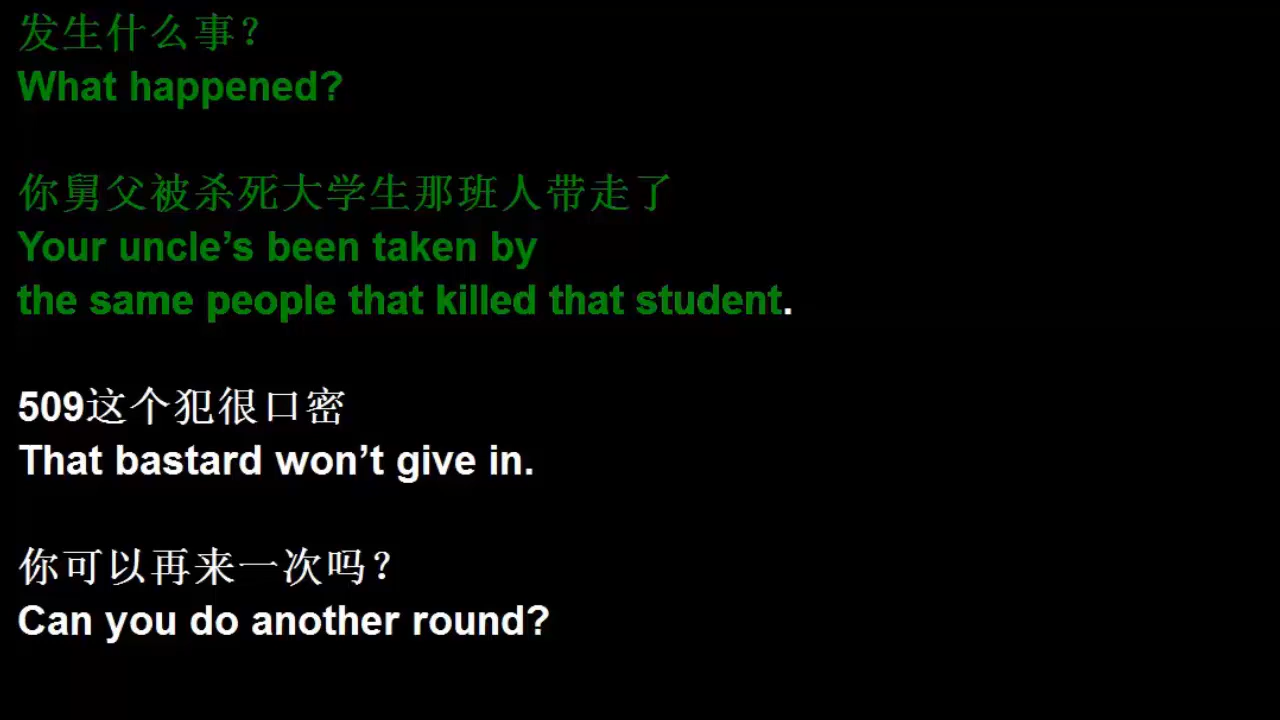 发生什么事？
What happened?
你舅父被杀死大学生那班人带走了
Your uncle’s been taken by
the same people that killed that student.
509这个犯很口密
That bastard won’t give in.
你可以再来一次吗？
Can you do another round?